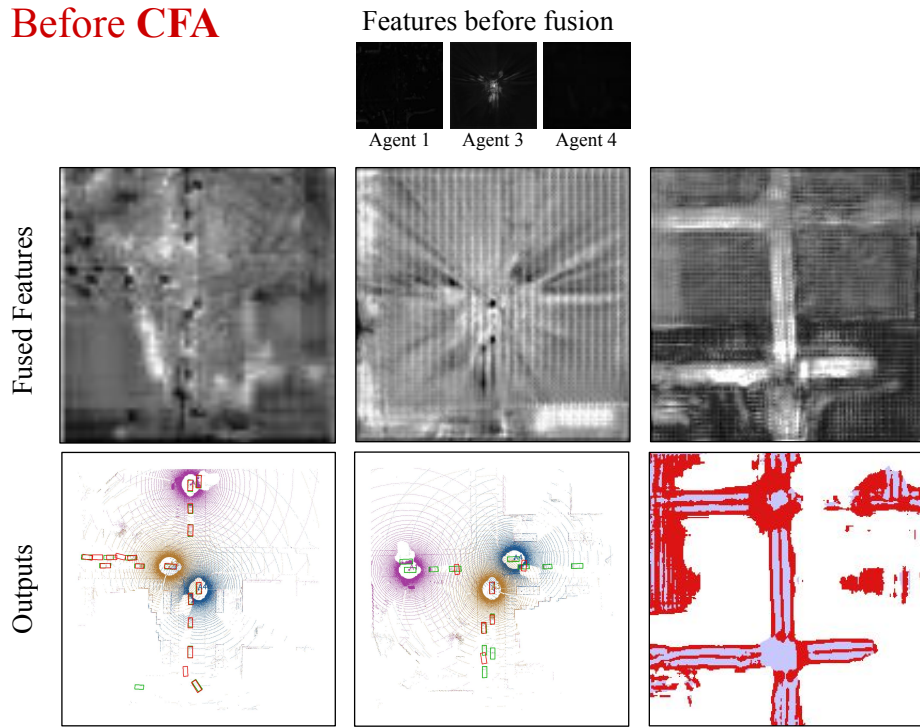 Before CFA
Features before fusion
Agent 1
Agent 3
Agent 4
Fused Features
Outputs